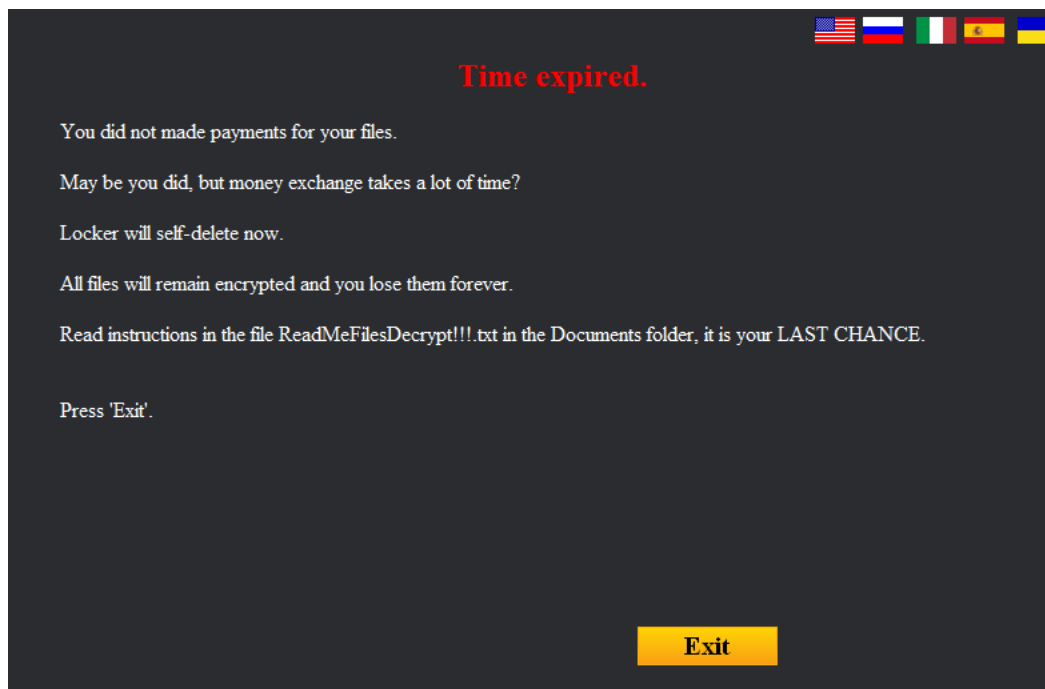 Time expired.
You did not made payments for your files.
May be you did, but money exchange takes a lot of time?
Locker will self-delete now.
All files will remain encrypted and you lose them forever.
Read instructions in the file ReadMeFilesDecrypt!!!.txt in the Documents folder, it is your LAST CHANCE.
Press 'Exit'.
Exit